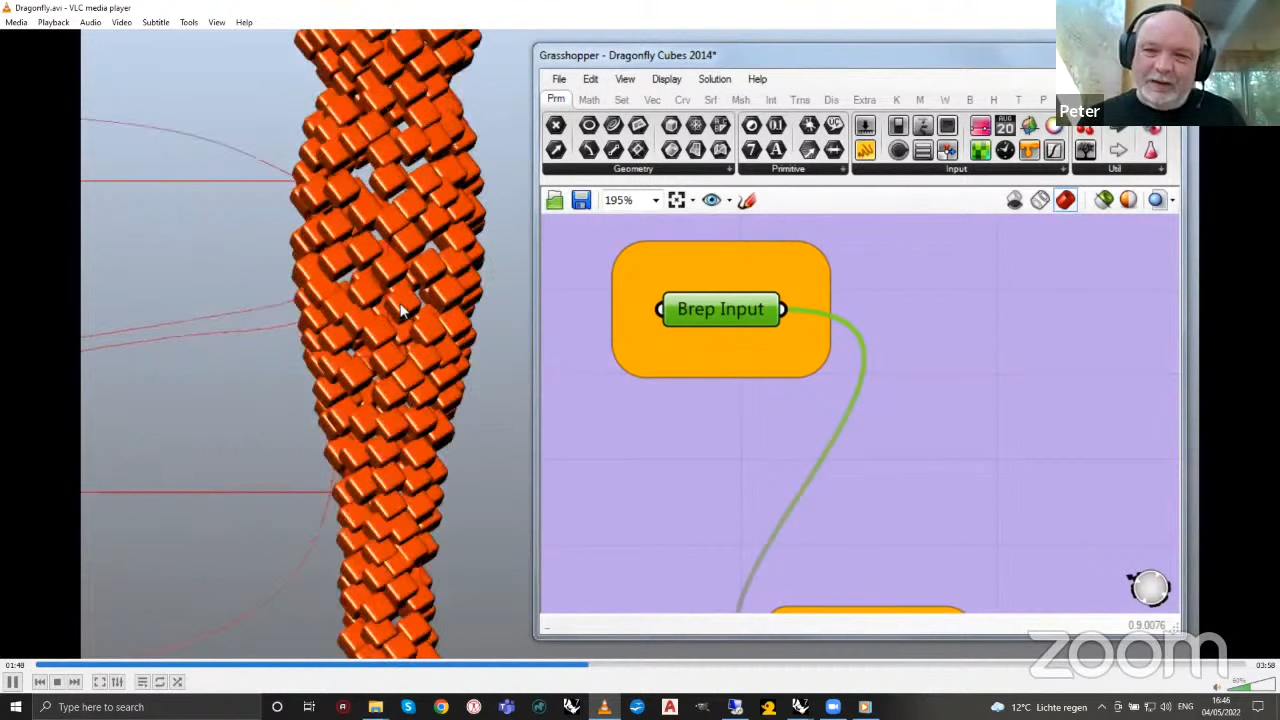 Dragonfly.avi - VLC media player
Media Playback Audio Video Subtitle Tools View Help
Peter
Grasshopper - Dragonfly Cubes 2014*
File Edit View Display Solution Help
Prm Math Set Vec Crv Srf Msh Int Trns Dis Extra K M W B H T P
AUG
20
Geometry Primitive Input Util
195%
Brep Input
0.9.0076
zoom
01:48 03:58
60%
Type here to search
12°C Lichte regen
ENG
16:46
04/05/2022